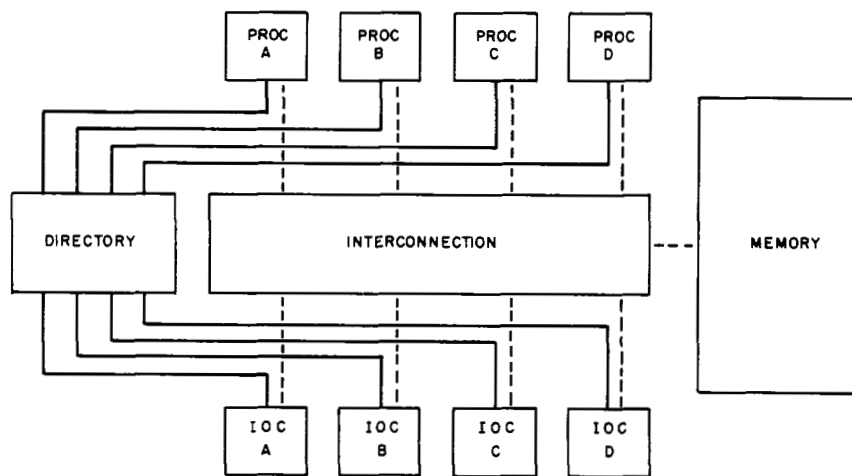 PROC PROC PROC PROC
A B C D
DIRECTORY INTERCONNECTION MEMORY
IOC IOC IOC IOC
A B C D